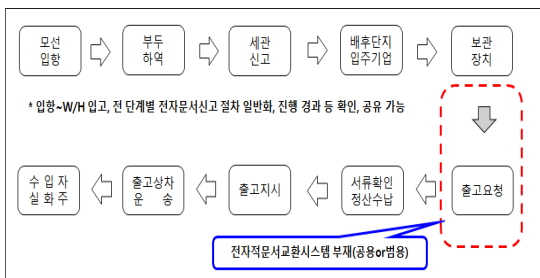 모선
입항
부두
하역
세관
신고
배후단지
입주기업
보관
장치
* 입항~W/H 입고, 전 단계별 전자문서신고 절차 일반화, 진행 경과 등 확인, 공유 가능
수 입 자
실 화 주
출고상차
운 송
출고지시
서류확인
정산수납
출고요청
전자적문서교환시스템 부재(공용or범용)